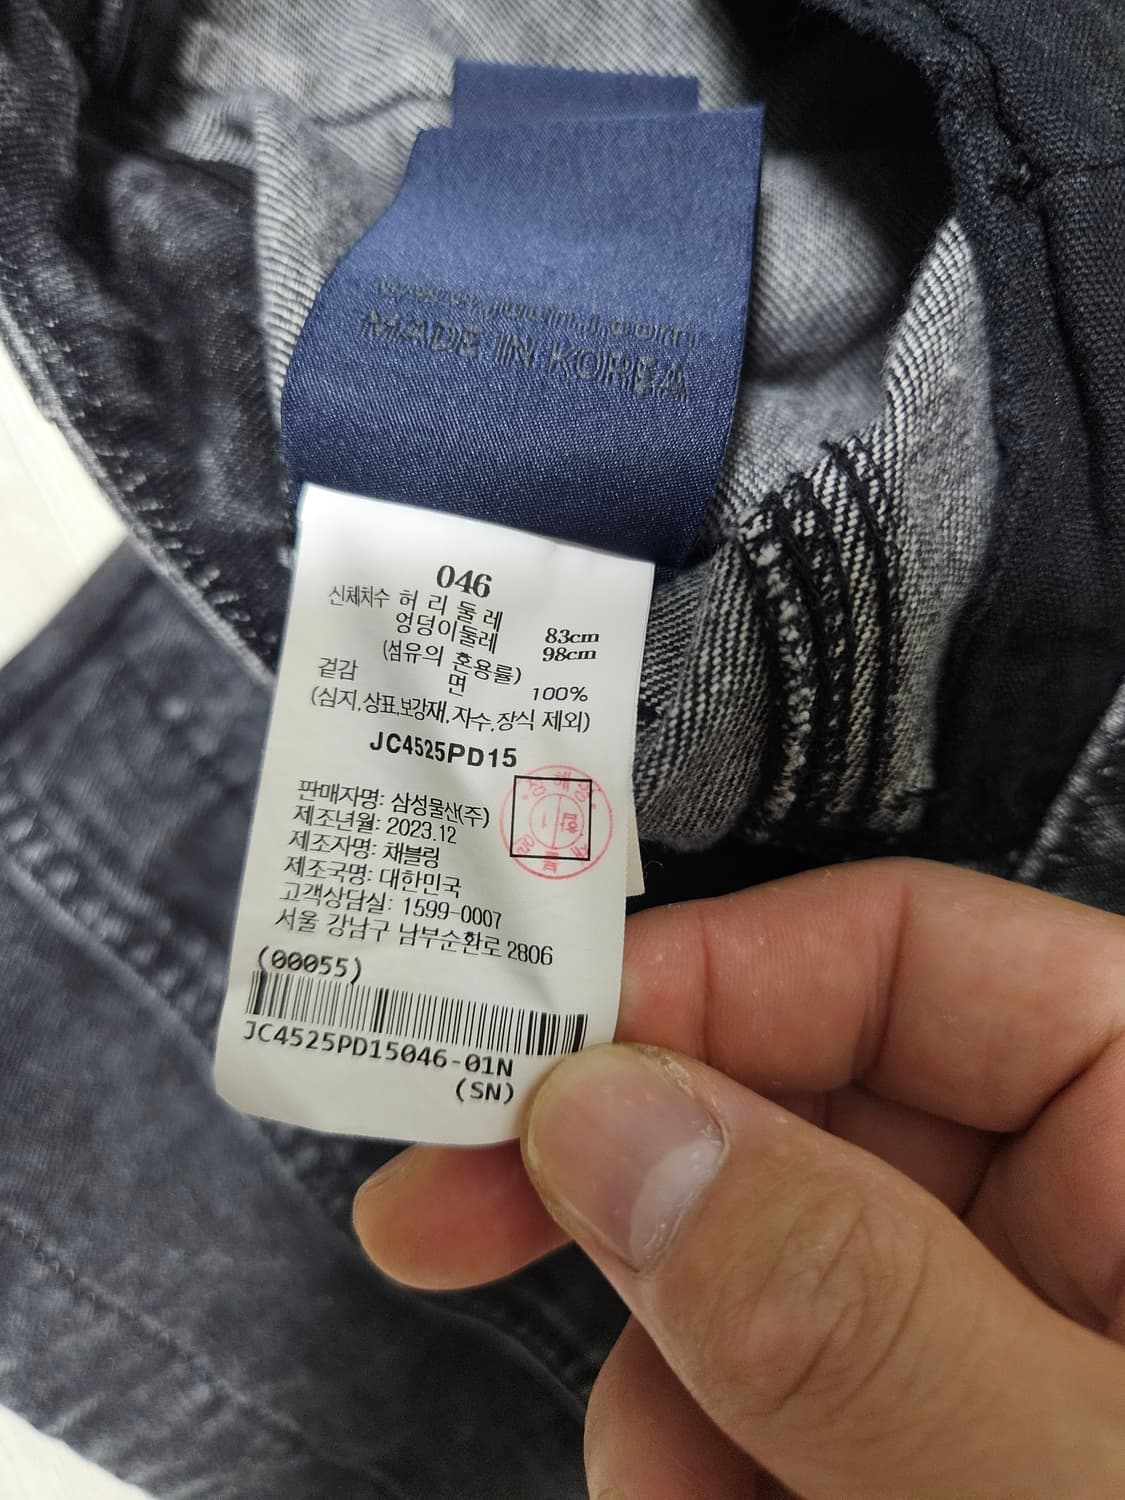 www.juunj.com
MADE IN KOREA
046
신체치수 허 리 둘 레 83cm
엉덩이둘레 98cm
(섬유의 혼용률)
겉감 면 100%
(심지,상표,보강재,자수,장식 제외)
JC4525PD15
판매자명: 삼성물산(주)
제조년월: 2023.12
제조자명: 채블링
제조국명: 대한민국
고객상담실: 1599-0007
서울 강남구 남부순환로 2806
(00055)
JC4525PD15046-01N
(SN)